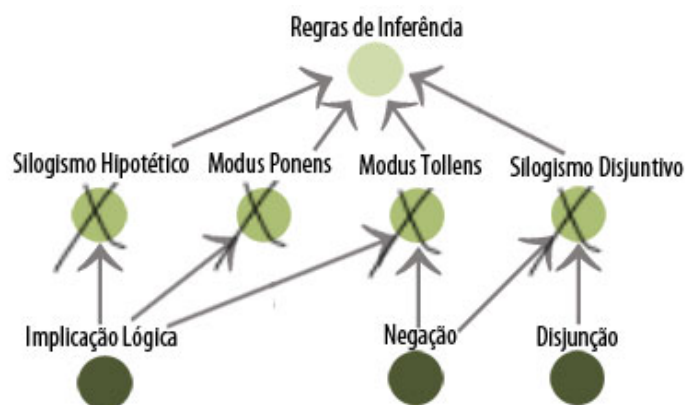 Regras de Inferência
Silogismo Hipotético
Modus Ponens
Modus Tollens
Silogismo Disjuntivo
Implicação Lógica
Negação
Disjunção